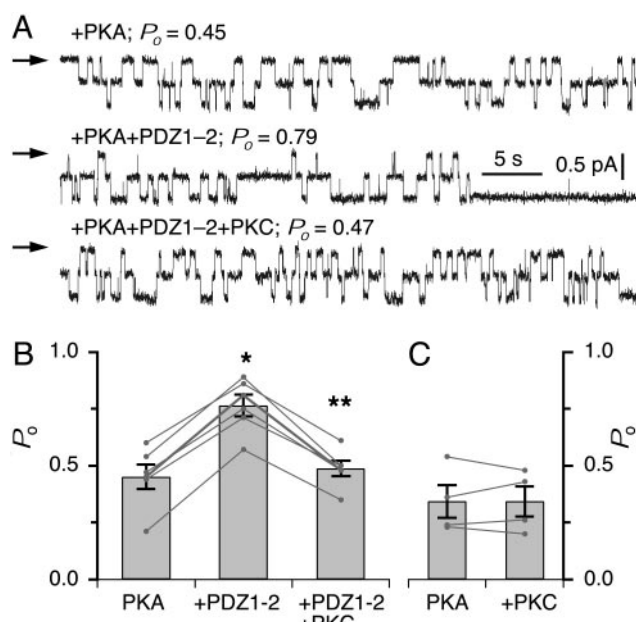 A
+PKA; Po = 0.45
+PKA+PDZ1–2; Po = 0.79
5 s
0.5 pA
+PKA+PDZ1–2+PKC; Po = 0.47
B
C
1.0
1.0
*
**
Po
Po
0.5
0.5
0.0
0.0
PKA
+PDZ1-2
+PDZ1-2
+PKC
PKA
+PKC